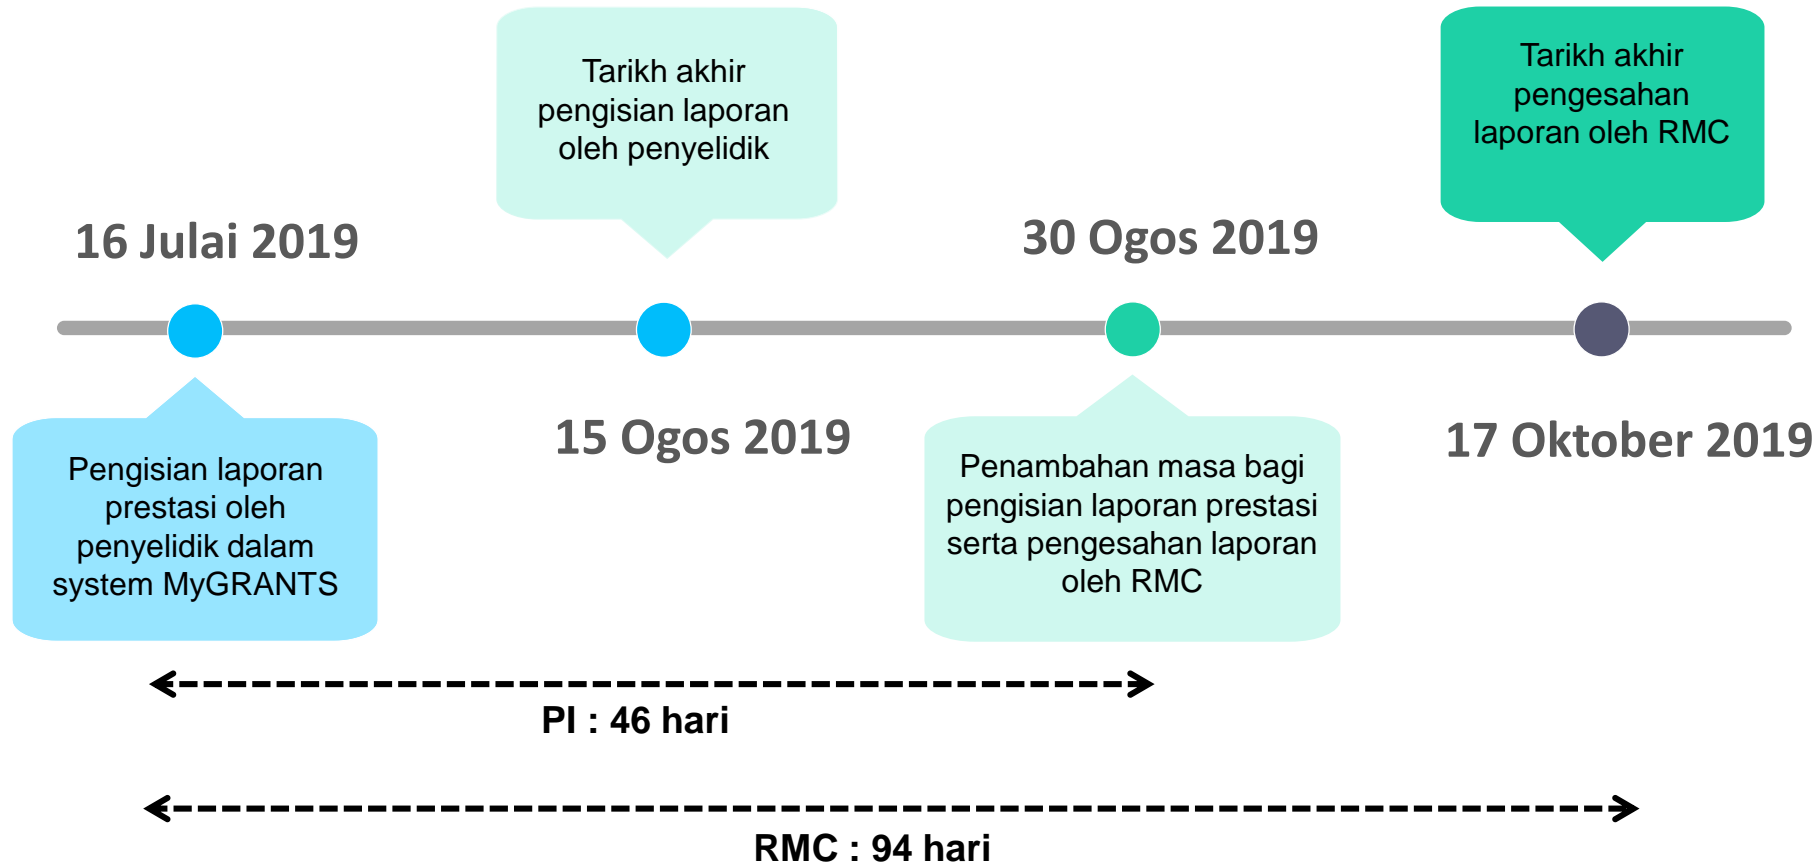 16 Julai 2019
Pengisian laporan
prestasi oleh
penyelidik dalam
system MyGRANTS
Tarikh akhir
pengisian laporan
oleh penyelidik
15 Ogos 2019
30 Ogos 2019
Penambahan masa bagi
pengisian laporan prestasi
serta pengesahan laporan
oleh RMC
Tarikh akhir
pengesahan
laporan oleh RMC
17 Oktober 2019
PI : 46 hari
RMC : 94 hari